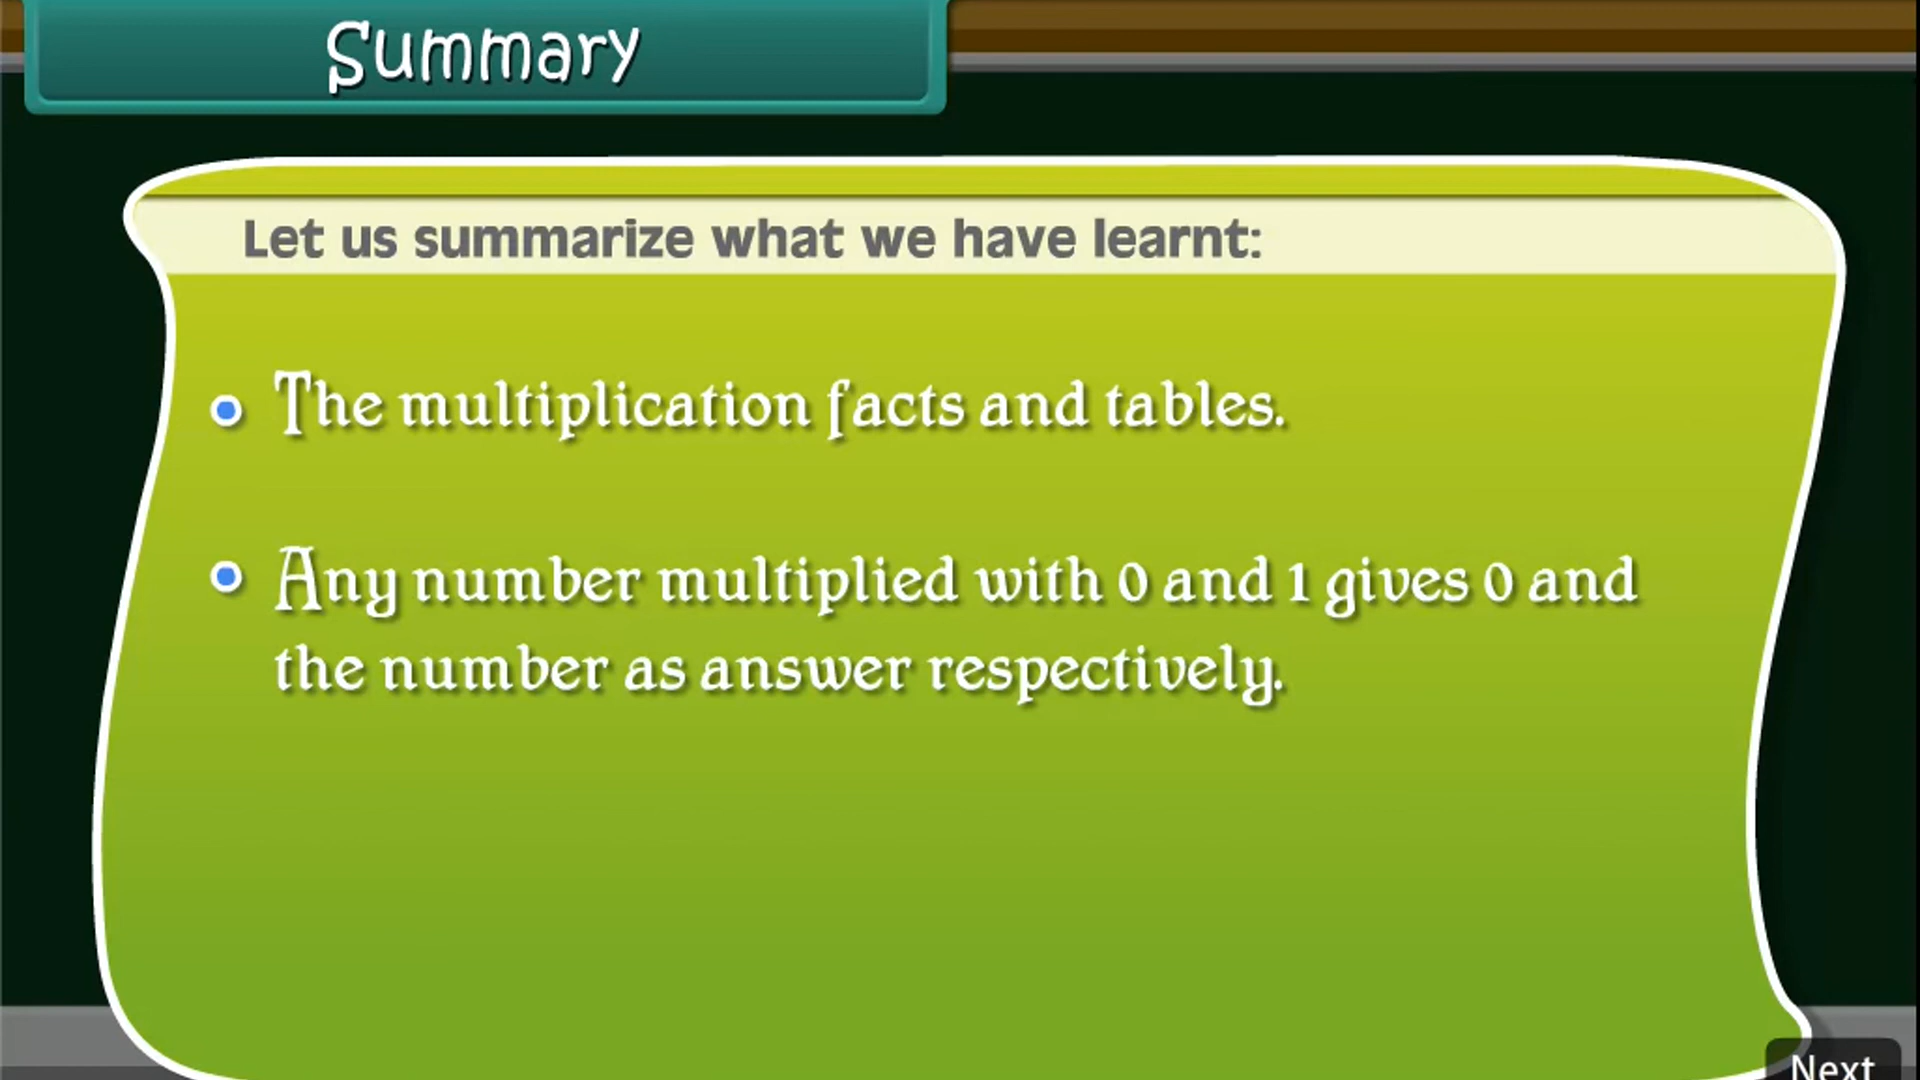 Summary
Let us summarize what we have learnt:
The multiplication facts and tables.
Any number multiplied with 0 and 1 gives 0 and
the number as answer respectively.
Next